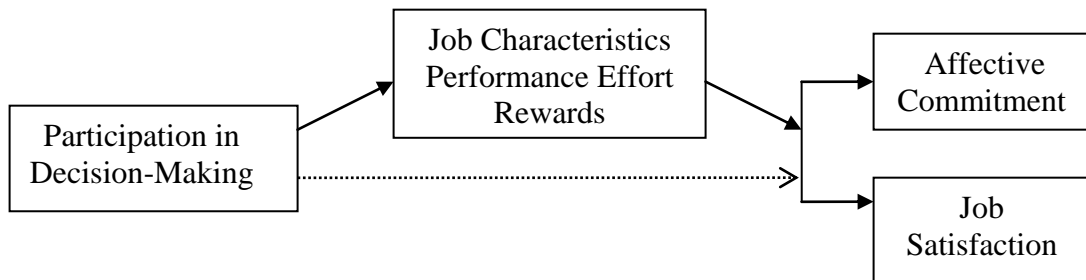 Participation in
Decision-Making
Job Characteristics
Performance Effort
Rewards
Affective
Commitment
Job
Satisfaction